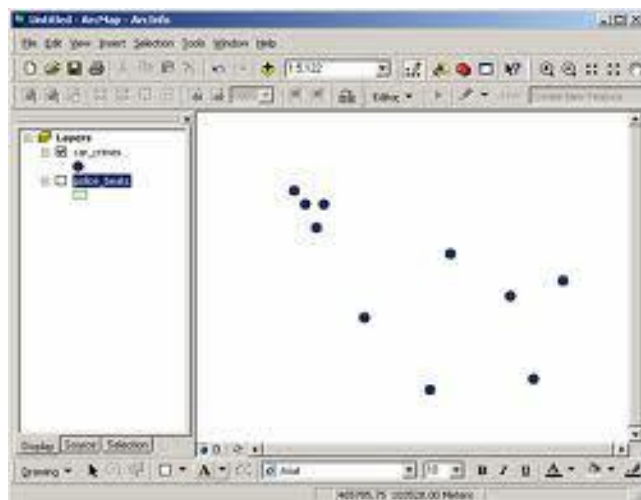 Untitled - ArcMap - ArcInfo
File Edit View Insert Selection Tools Window Help
Editor
Layers
car_crimes
police_beats
Display Source Selection
Drawing A Arial 10 B I U A
Meters